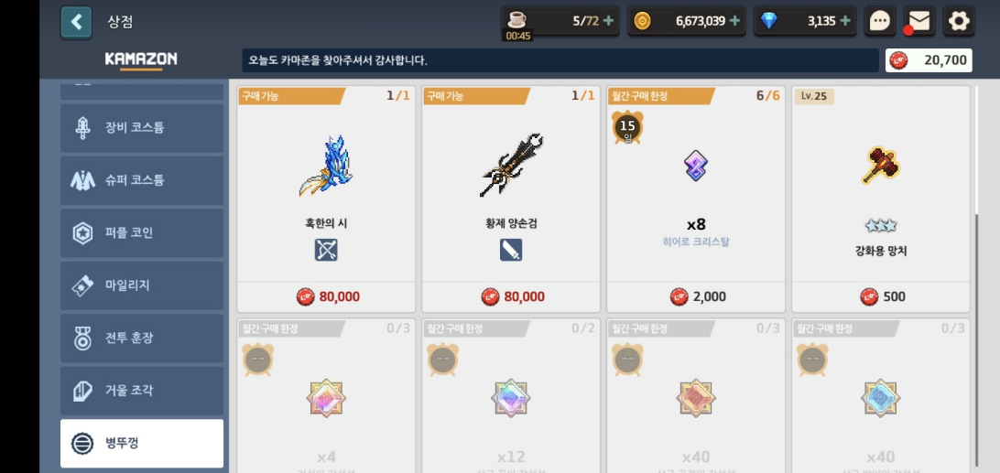 상점
00:45
5/72
6,673,039
3,135
KAMAZON
오늘도 카마존을 찾아주셔서 감사합니다.
20,700
장비 코스튬
슈퍼 코스튬
퍼플 코인
마일리지
전투 훈장
거울 조각
병뚜껑
구매 가능 1/1
혹한의 시
80,000
구매 가능 1/1
황제 양손검
80,000
월간 구매 한정 6/6
15
일
x8
히어로 크리스탈
2,000
Lv.25
강화용 망치
500
월간 구매 한정 0/3
--
x4
월간 구매 한정 0/2
--
x12
월간 구매 한정 0/3
--
x40
월간 구매 한정 0/3
--
x40